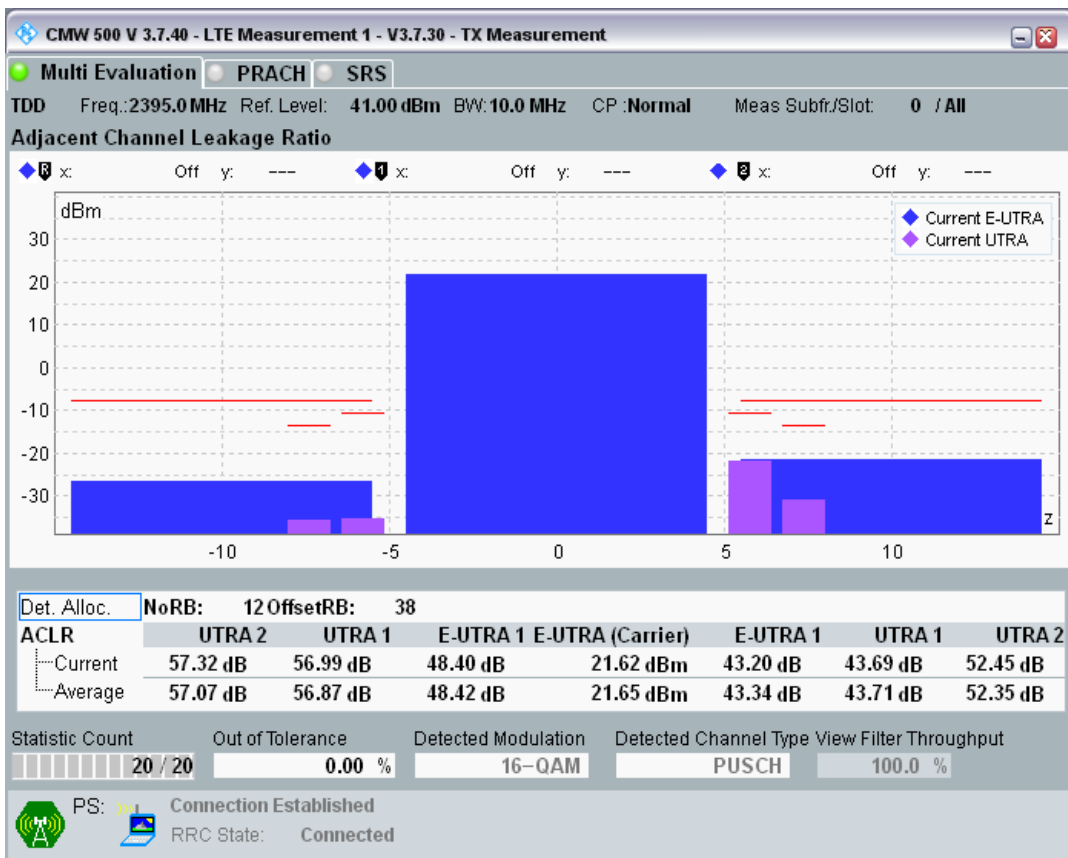 CMW 500 V 3.7.40 - LTE Measurement 1 - V3.7.30 - TX Measurement
Multi Evaluation PRACH SRS
TDD Freq.:2395.0 MHz Ref. Level: 41.00 dBm BW:10.0 MHz CP :Normal Meas Subfr./Slot: 0 / All
Adjacent Channel Leakage Ratio
R x: Off y: --- 1 x: Off y: --- 2 x: Off y: ---
dBm
Current E-UTRA
Current UTRA
30
20
10
0
-10
-20
-30
z
-10 -5 0 5 10
Det. Alloc. NoRB: 12 OffsetRB: 38
ACLR UTRA 2 UTRA 1 E-UTRA 1 E-UTRA (Carrier) E-UTRA 1 UTRA 1 UTRA 2
Current 57.32 dB 56.99 dB 48.40 dB 21.62 dBm 43.20 dB 43.69 dB 52.45 dB
Average 57.07 dB 56.87 dB 48.42 dB 21.65 dBm 43.34 dB 43.71 dB 52.35 dB
Statistic Count Out of Tolerance Detected Modulation Detected Channel Type View Filter Throughput
20 / 20 0.00 % 16-QAM PUSCH 100.0 %
PS: Connection Established
RRC State: Connected